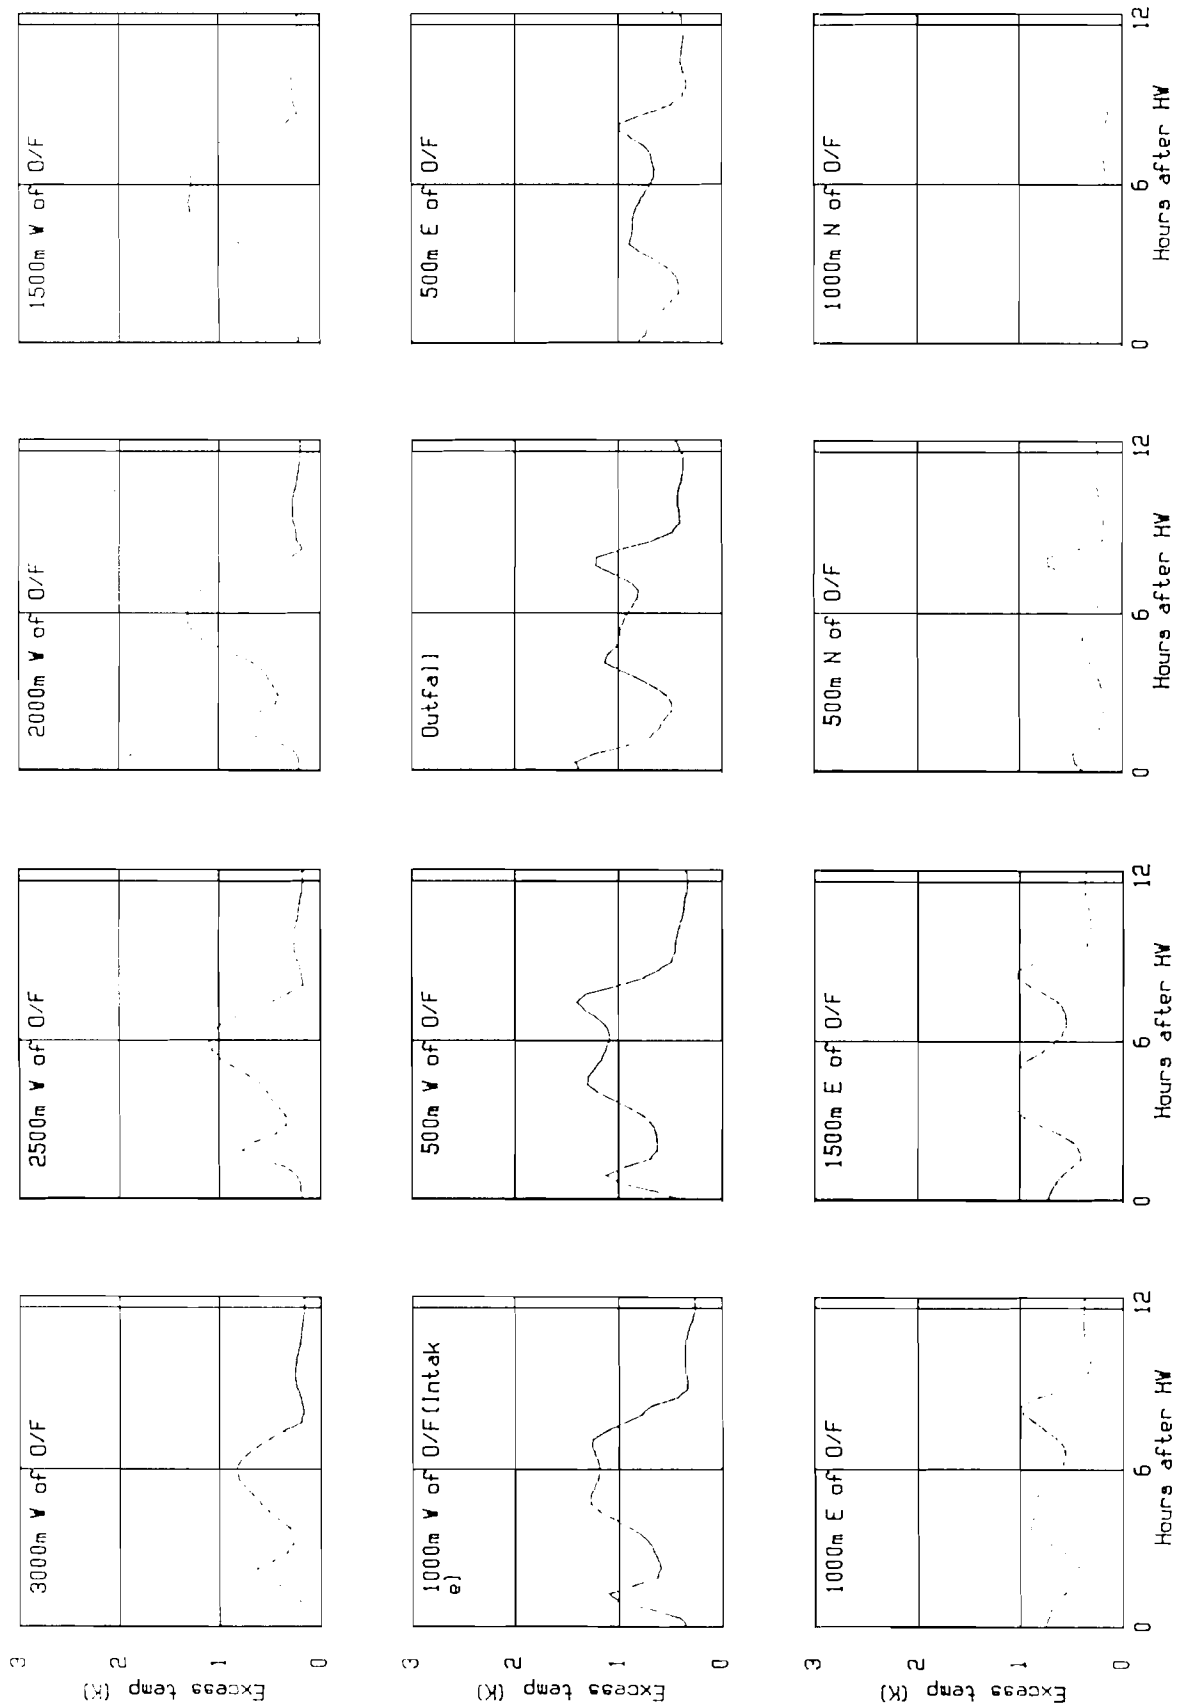 3000m W of O/F
2500m W of O/F
2000m W of O/F
1500m W of O/F
3
2
1
0
Excess temp (K)
1000m W of O/F(Intak
e)
500m W of O/F
Outfall
500m E of O/F
3
2
1
0
Excess temp (K)
1000m E of O/F
1500m E of O/F
500m N of O/F
1000m N of O/F
3
2
1
0
Excess temp (K)
0 6 12
0 6 12
0 6 12
0 6 12
Hours after HW
Hours after HW
Hours after HW
Hours after HW